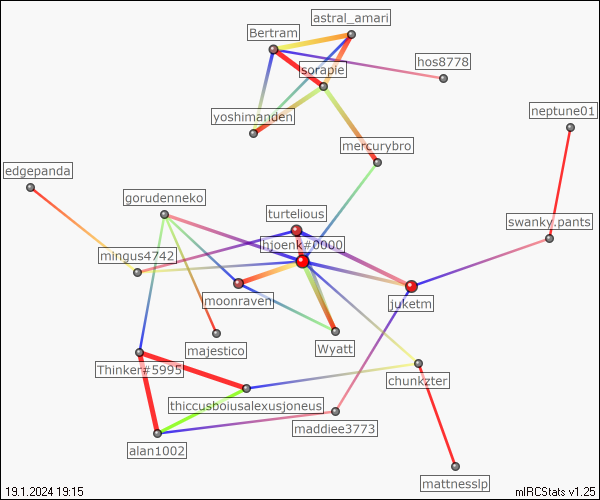 astral_amari
Bertram
hos8778
sorapie
neptune01
yoshimanden
mercurybro
edgepanda
gorudenneko
turtelious
swanky.pants
hjoenk#0000
mingus4742
moonraven
juketm
majestico
Wyatt
Thinker#5995
chunkzter
thiccusboiusalexusjoneus
maddiee3773
alan1002
mattnesslp
19.1.2024 19:15
mIRCStats v1.25